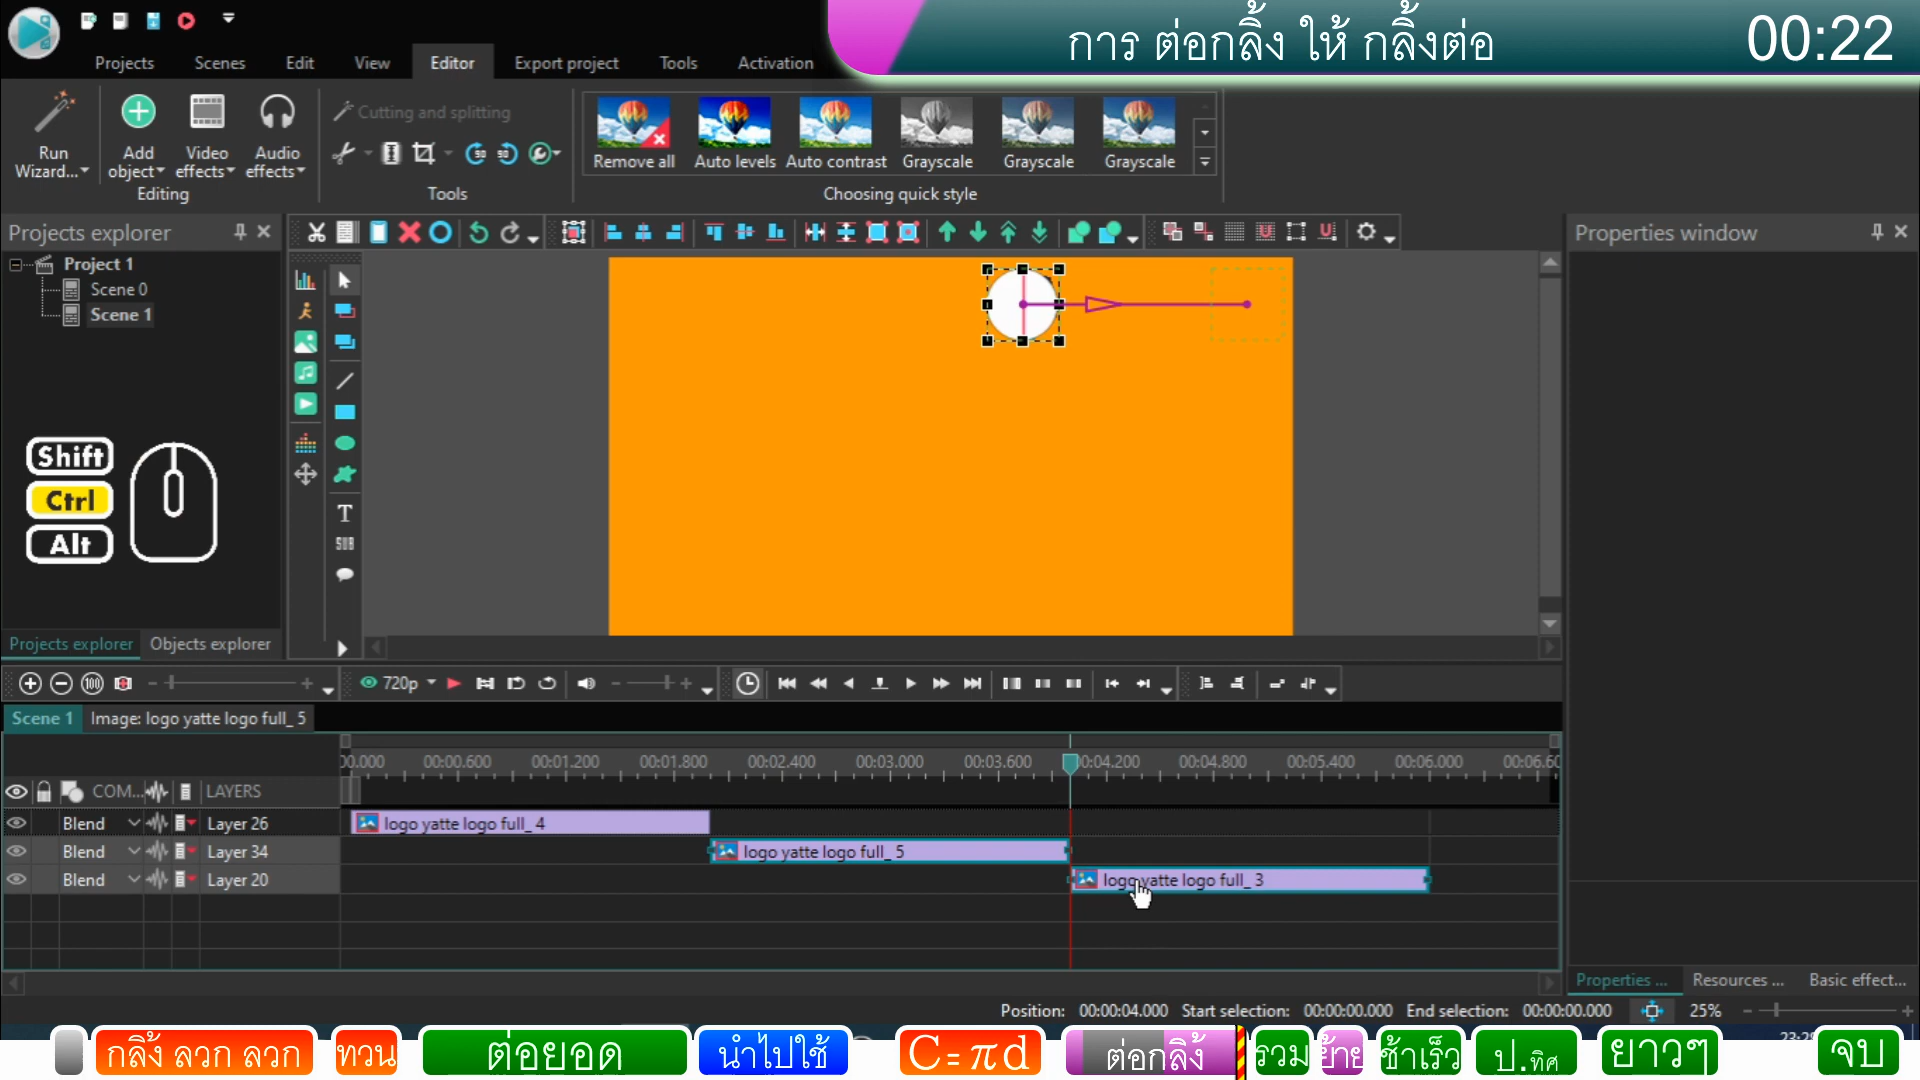 การ ต่อกลิ้ง ให้ กลิ้งต่อ
00:22
Projects Scenes Edit View Editor Export project Tools Activation
Run Wizard...
Add object
Video effects
Audio effects
Editing
Cutting and splitting
Tools
Remove all
Auto levels
Auto contrast
Grayscale
Grayscale
Grayscale
Choosing quick style
Projects explorer
Properties window
Project 1
Scene 0
Scene 1
Shift
Ctrl
Alt
T
SUB
Projects explorer Objects explorer
100
720p
Scene 1 Image: logo yatte logo full_ 5
00.000 00:00.600 00:01.200 00:01.800 00:02.400 00:03.000 00:03.600 00:04.200 00:04.800 00:05.400 00:06.000 00:06.60
COM... LAYERS
Blend Layer 26 logo yatte logo full_ 4
Blend Layer 34 logo yatte logo full_ 5
Blend Layer 20 logo yatte logo full_ 3
Properties ... Resources ... Basic effect...
Position: 00:00:04.000 Start selection: 00:00:00.000 End selection: 00:00:00.000 25%
กลิ้ง ลวก ลวก
ทวน
ต่อยอด
นำไปใช้
C=πd
ต่อกลิ้ง
รวม
ย้าย
ช้าเร็ว
ป.ทิศ
ยาวๆ
จบ